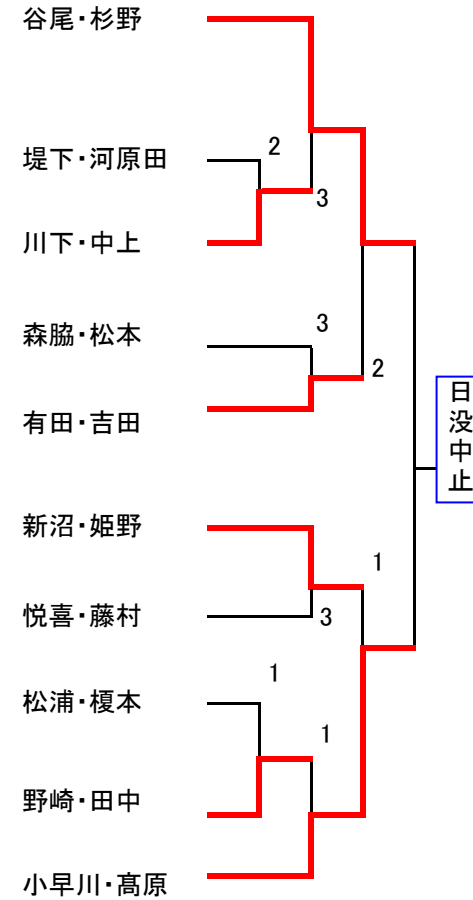 谷尾・杉野
堤下・河原田
2
川下・中上
3
森脇・松本
3
有田・吉田
2
日没中止
新沼・姫野
1
悦喜・藤村
3
松浦・榎本
1
1
野崎・田中
小早川・髙原